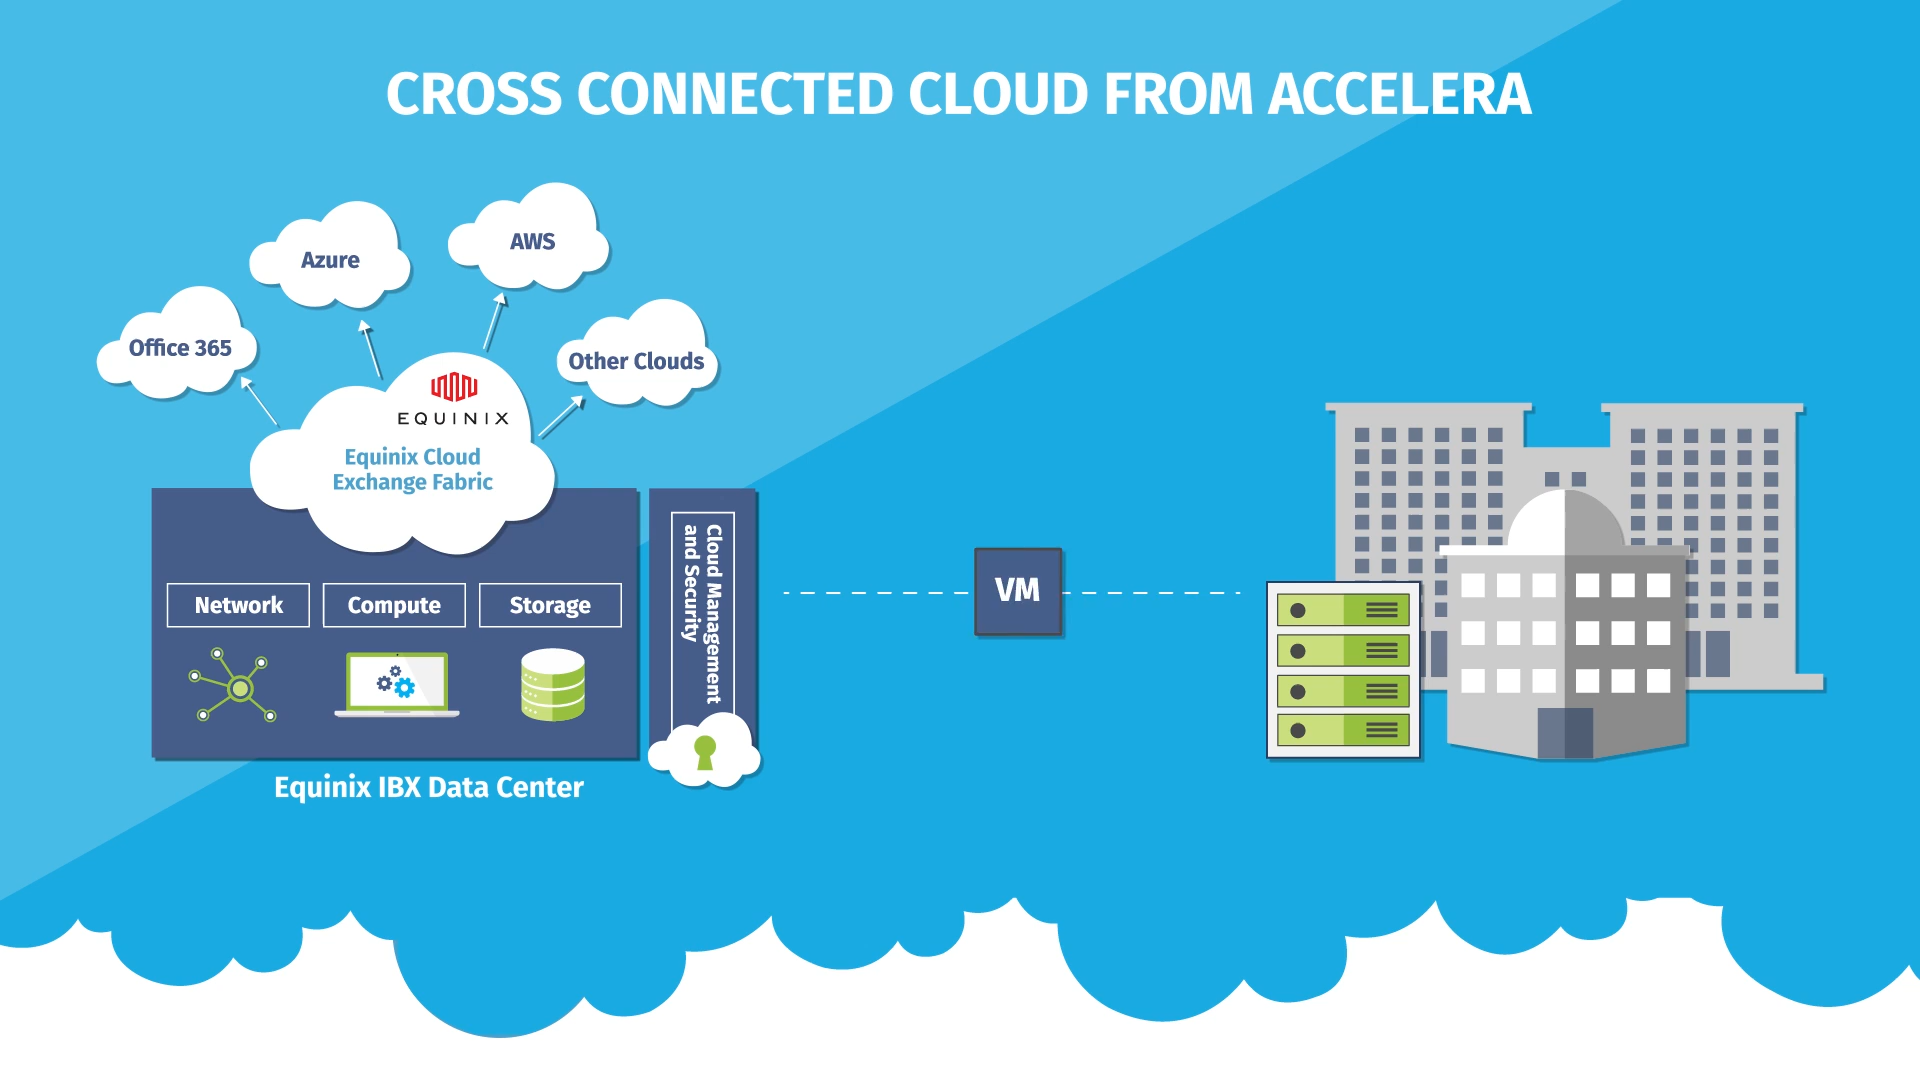 CROSS CONNECTED CLOUD FROM ACCELERA
AWS
Azure
Office 365
Other Clouds
EQUINIX
Equinix Cloud
Exchange Fabric
Network
Compute
Storage
Cloud Management
and Security
VM
Equinix IBX Data Center